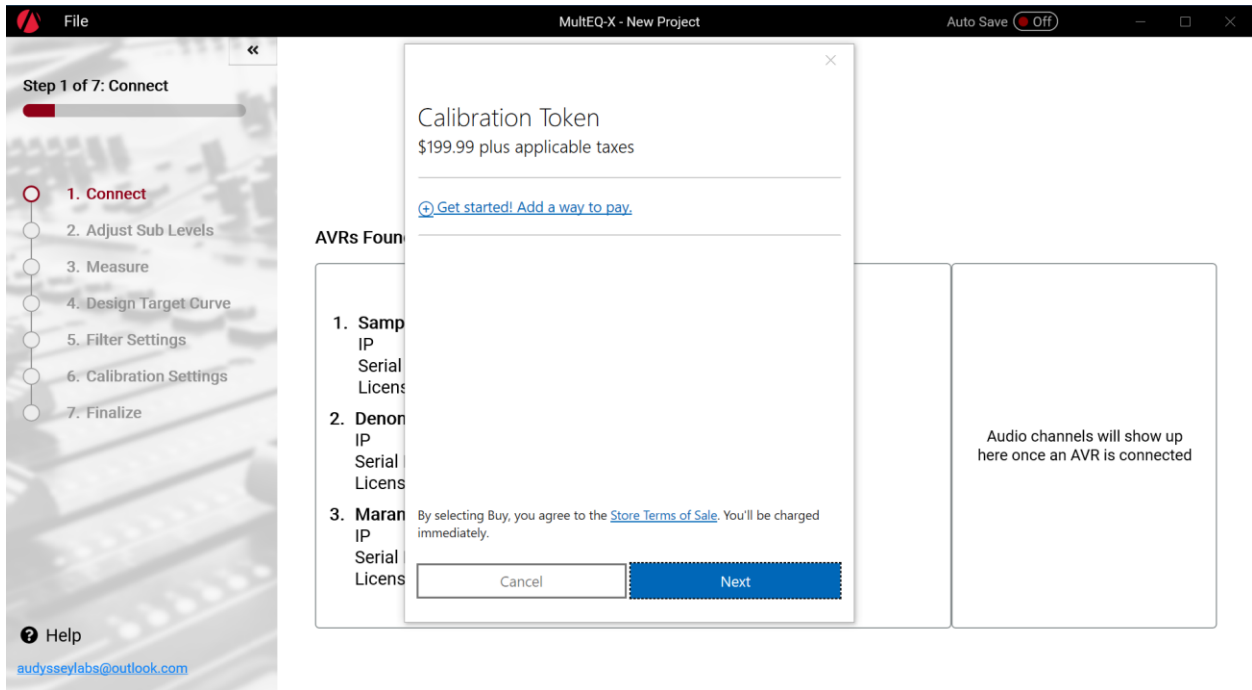 File
MultEQ-X - New Project
Auto Save Off
Step 1 of 7: Connect
1. Connect
2. Adjust Sub Levels
3. Measure
4. Design Target Curve
5. Filter Settings
6. Calibration Settings
7. Finalize
Help
audysseylabs@outlook.com
AVRs Foun
1. Samp
IP
Serial
Licens
2. Denon
IP
Serial
Licens
3. Maran
IP
Serial
Licens
Calibration Token
$199.99 plus applicable taxes
Get started! Add a way to pay.
By selecting Buy, you agree to the Store Terms of Sale. You'll be charged
immediately.
Cancel
Next
Audio channels will show up
here once an AVR is connected